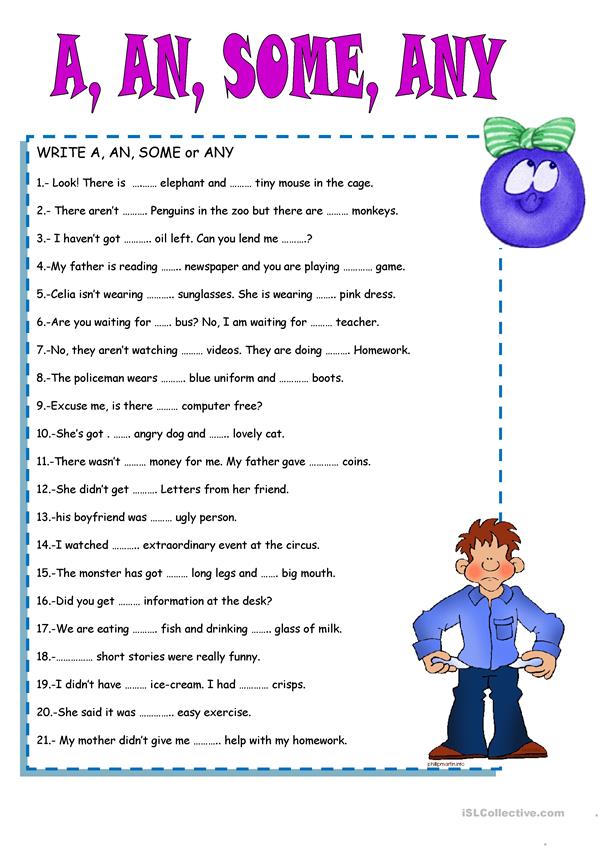 A, AN, SOME, ANY
WRITE A, AN, SOME or ANY
1.- Look! There is ………. elephant and ……… tiny mouse in the cage.
2.- There aren’t ………. Penguins in the zoo but there are ……… monkeys.
3.- I haven’t got ……….. oil left. Can you lend me ……….?
4.-My father is reading …….. newspaper and you are playing ………… game.
5.-Celia isn’t wearing ……….. sunglasses. She is wearing …….. pink dress.
6.-Are you waiting for ……. bus? No, I am waiting for ……… teacher.
7.-No, they aren’t watching ……… videos. They are doing ………. Homework.
8.-The policeman wears ………. blue uniform and ………… boots.
9.-Excuse me, is there ……… computer free?
10.-She’s got . ……. angry dog and …….. lovely cat.
11.-There wasn’t ……… money for me. My father gave ………… coins.
12.-She didn’t get ………. Letters from her friend.
13.-his boyfriend was ……… ugly person.
14.-I watched ……….. extraordinary event at the circus.
15.-The monster has got ……… long legs and ……. big mouth.
16.-Did you get ……… information at the desk?
17.-We are eating ………. fish and drinking …….. glass of milk.
18.-…………… short stories were really funny.
19.-I didn’t have ……… ice-cream. I had ………… crisps.
20.-She said it was ………….. easy exercise.
21.- My mother didn’t give me ……….. help with my homework.
philipmartin.info
iSLCollective.com